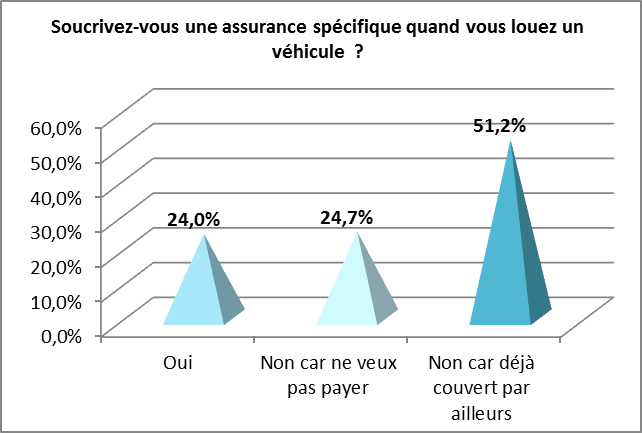 Soucrivez-vous une assurance spécifique quand vous louez un
véhicule ?
60,0%
50,0%
40,0%
30,0%
20,0%
10,0%
0,0%
24,0%
24,7%
51,2%
Oui
Non car ne veux
pas payer
Non car déjà
couvert par
ailleurs